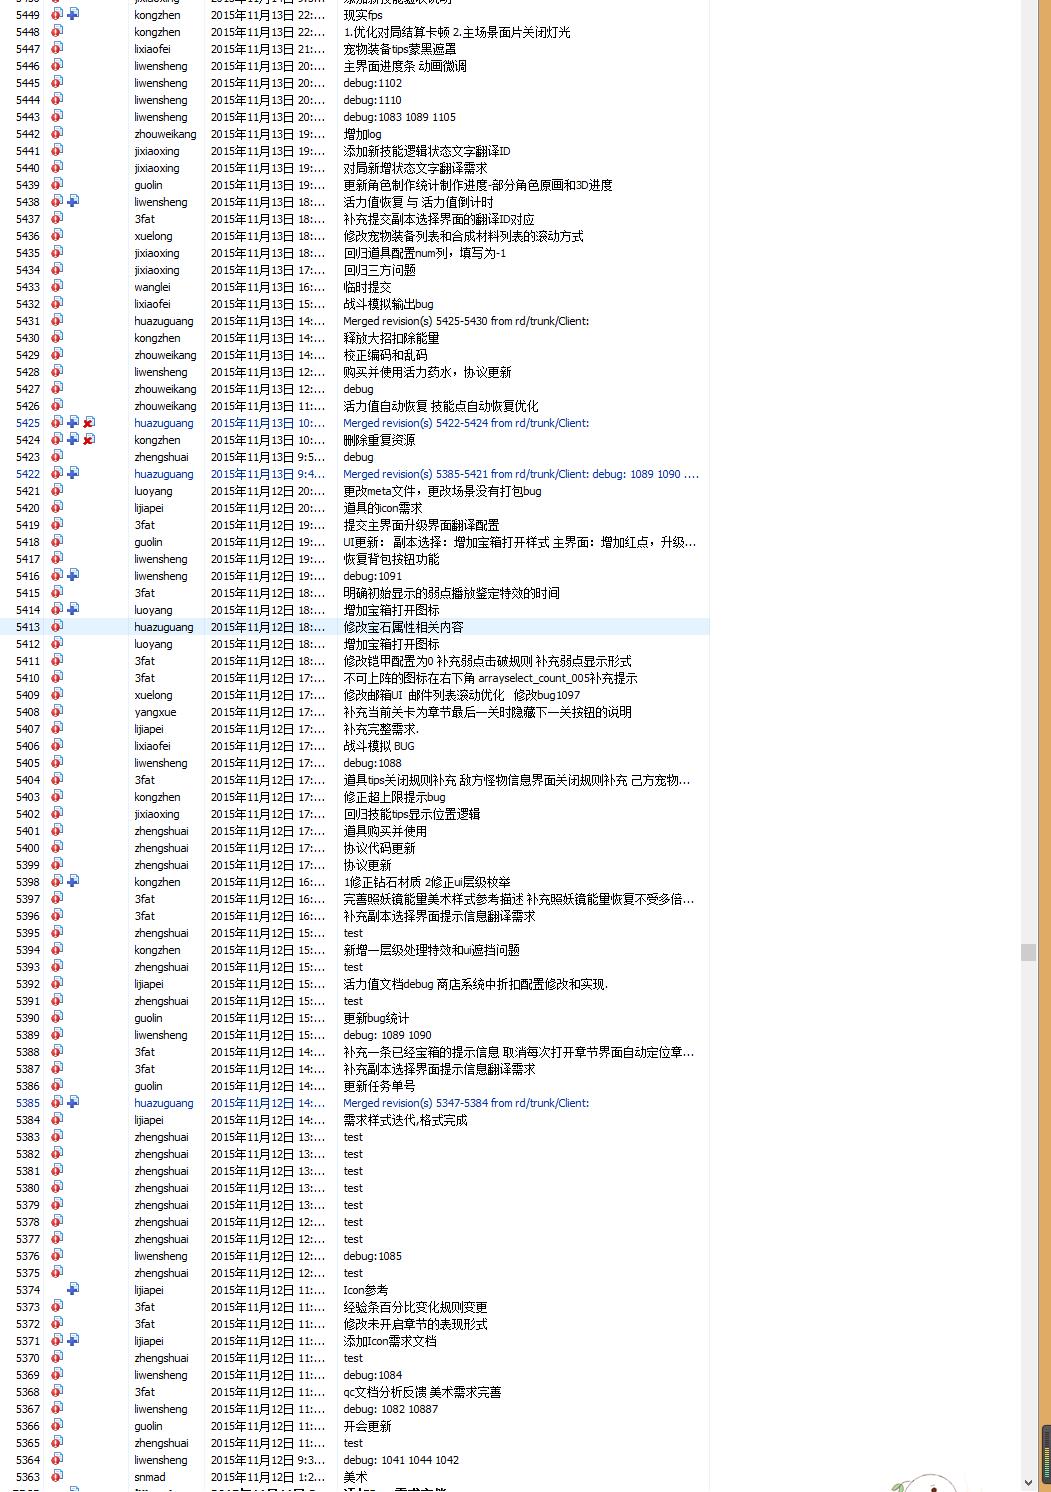 5449 kongzhen 2015年11月13日 22:... 现实fps
5448 kongzhen 2015年11月13日 22:... 1.优化对局结算卡顿 2.主场景面片关闭灯光
5447 lixiaofei 2015年11月13日 21:... 宠物装备tips蒙黑遮罩
5446 liwensheng 2015年11月13日 20:... 主界面进度条 动画微调
5445 liwensheng 2015年11月13日 20:... debug:1102
5444 liwensheng 2015年11月13日 20:... debug:1110
5443 liwensheng 2015年11月13日 20:... debug:1083 1089 1105
5442 zhouweikang 2015年11月13日 19:... 增加log
5441 jixiaoxing 2015年11月13日 19:... 添加新技能逻辑状态文字翻译ID
5440 jixiaoxing 2015年11月13日 19:... 对局新增状态文字翻译需求
5439 guolin 2015年11月13日 19:... 更新角色制作统计制作进度-部分角色原画和3D进度
5438 liwensheng 2015年11月13日 18:... 活力值恢复 与 活力值倒计时
5437 3fat 2015年11月13日 18:... 补充提交副本选择界面的翻译ID对应
5436 xuelong 2015年11月13日 18:... 修改宠物装备列表和合成材料列表的滚动方式
5435 jixiaoxing 2015年11月13日 18:... 回归道具配置num列，填写为-1
5434 jixiaoxing 2015年11月13日 17:... 回归三方问题
5433 wanglei 2015年11月13日 16:... 临时提交
5432 lixiaofei 2015年11月13日 15:... 战斗模拟输出bug
5431 huazuguang 2015年11月13日 14:... Merged revision(s) 5425-5430 from rd/trunk/Client:
5430 kongzhen 2015年11月13日 14:... 释放大招扣除能量
5429 zhouweikang 2015年11月13日 14:... 校正编码和乱码
5428 liwensheng 2015年11月13日 12:... 购买并使用活力药水，协议更新
5427 zhouweikang 2015年11月13日 12:... debug
5426 zhouweikang 2015年11月13日 11:... 活力值自动恢复 技能点自动恢复优化
5425 huazuguang 2015年11月13日 10:... Merged revision(s) 5422-5424 from rd/trunk/Client:
5424 kongzhen 2015年11月13日 10:... 删除重复资源
5423 zhengshuai 2015年11月13日 9:5... debug
5422 huazuguang 2015年11月13日 9:4... Merged revision(s) 5385-5421 from rd/trunk/Client: debug: 1089 1090 ....
5421 luoyang 2015年11月12日 20:... 更改meta文件，更改场景没有打包bug
5420 lijiapei 2015年11月12日 20:... 道具的icon需求
5419 3fat 2015年11月12日 19:... 提交主界面升级界面翻译配置
5418 guolin 2015年11月12日 19:... UI更新： 副本选择：增加宝箱打开样式 主界面：增加红点，升级...
5417 liwensheng 2015年11月12日 19:... 恢复背包按钮功能
5416 liwensheng 2015年11月12日 19:... debug:1091
5415 3fat 2015年11月12日 18:... 明确初始显示的弱点播放鉴定特效的时间
5414 luoyang 2015年11月12日 18:... 增加宝箱打开图标
5413 huazuguang 2015年11月12日 18:... 修改宝石属性相关内容
5412 luoyang 2015年11月12日 18:... 增加宝箱打开图标
5411 3fat 2015年11月12日 18:... 修改铠甲配置为0 补充弱点击破规则 补充弱点显示形式
5410 3fat 2015年11月12日 17:... 不可上阵的图标在右下角 arrayselect_count_005补充提示
5409 xuelong 2015年11月12日 17:... 修改邮箱UI 邮件列表滚动优化 修改bug1097
5408 yangxue 2015年11月12日 17:... 补充当前关卡为章节最后一关时隐藏下一关按钮的说明
5407 lijiapei 2015年11月12日 17:... 补充完整需求.
5406 lixiaofei 2015年11月12日 17:... 战斗模拟 BUG
5405 liwensheng 2015年11月12日 17:... debug:1088
5404 3fat 2015年11月12日 17:... 道具tips关闭规则补充 敌方怪物信息界面关闭规则补充 己方宠物...
5403 kongzhen 2015年11月12日 17:... 修正超上限提示bug
5402 jixiaoxing 2015年11月12日 17:... 回归技能tips显示位置逻辑
5401 zhengshuai 2015年11月12日 17:... 道具购买并使用
5400 zhengshuai 2015年11月12日 17:... 协议代码更新
5399 zhengshuai 2015年11月12日 17:... 协议更新
5398 kongzhen 2015年11月12日 16:... 1修正钻石材质 2修正ui层级枚举
5397 3fat 2015年11月12日 16:... 完善照妖镜能量美术样式参考描述 补充照妖镜能量恢复不受多倍...
5396 3fat 2015年11月12日 16:... 补充副本选择界面提示信息翻译需求
5395 zhengshuai 2015年11月12日 15:... test
5394 kongzhen 2015年11月12日 15:... 新增一层级处理特效和ui遮挡问题
5393 zhengshuai 2015年11月12日 15:... test
5392 lijiapei 2015年11月12日 15:... 活力值文档debug 商店系统中折扣配置修改和实现.
5391 zhengshuai 2015年11月12日 15:... test
5390 guolin 2015年11月12日 15:... 更新bug统计
5389 liwensheng 2015年11月12日 15:... debug: 1089 1090
5388 3fat 2015年11月12日 14:... 补充一条已经宝箱的提示信息 取消每次打开章节界面自动定位章...
5387 3fat 2015年11月12日 14:... 补充副本选择界面提示信息翻译需求
5386 guolin 2015年11月12日 14:... 更新任务单号
5385 huazuguang 2015年11月12日 14:... Merged revision(s) 5347-5384 from rd/trunk/Client:
5384 lijiapei 2015年11月12日 14:... 需求样式迭代,格式完成
5383 zhengshuai 2015年11月12日 13:... test
5382 zhengshuai 2015年11月12日 13:... test
5381 zhengshuai 2015年11月12日 13:... test
5380 zhengshuai 2015年11月12日 13:... test
5379 zhengshuai 2015年11月12日 13:... test
5378 zhengshuai 2015年11月12日 12:... test
5377 zhengshuai 2015年11月12日 12:... test
5376 liwensheng 2015年11月12日 12:... debug:1085
5375 zhengshuai 2015年11月12日 12:... test
5374 lijiapei 2015年11月12日 11:... Icon参考
5373 3fat 2015年11月12日 11:... 经验条百分比变化规则变更
5372 3fat 2015年11月12日 11:... 修改未开启章节的表现形式
5371 lijiapei 2015年11月12日 11:... 添加Icon需求文档
5370 zhengshuai 2015年11月12日 11:... test
5369 liwensheng 2015年11月12日 11:... debug:1084
5368 3fat 2015年11月12日 11:... qc文档分析反馈 美术需求完善
5367 liwensheng 2015年11月12日 11:... debug: 1082 10887
5366 guolin 2015年11月12日 11:... 开会更新
5365 zhengshuai 2015年11月12日 11:... test
5364 liwensheng 2015年11月12日 9:3... debug: 1041 1044 1042
5363 snmad 2015年11月12日 1:2... 美术